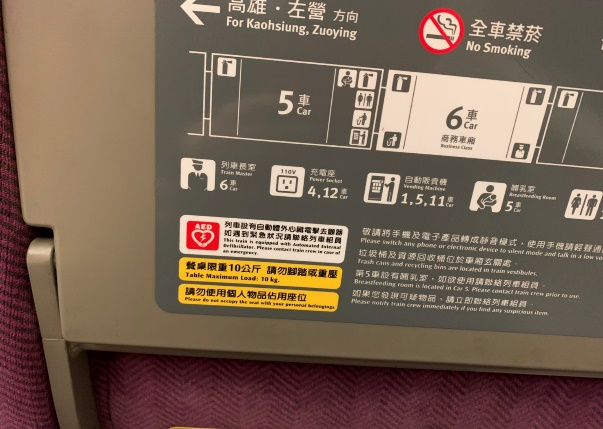 高雄・左營 方向
For Kaohsiung, Zuoying
全車禁菸
No Smoking
5 車 Car
6 車 Car
商務車廂
Business Class
列車長室
Train Master
6 車 Car
110V
充電座
Power Socket
4,12 車 Car
自動販賣機
Vending Machine
1,5,11 車 Car
哺乳室
Breastfeeding Room
5 車 Car
AED
列車設有自動體外心臟電擊去顫器
如遇到緊急狀況請聯絡列車組員
This train is equipped with Automated External
Defibrillator. Please contact train crew in case of
an emergency.
餐桌限重10公斤 請勿腳踏或重壓
Table Maximum Load: 10 kg.
請勿使用個人物品佔用座位
Please do not occupy the seat with your personal belongings.
敬請將手機及電子產品轉成靜音模式，使用手機請輕聲
Please switch any phone or electronic device to silent mode and talk in a low
垃圾桶及資源回收桶位於車廂玄關處。
Trash cans and recycling bins are located in train vestibules.
第5車設有哺乳室，如欲使用請聯絡列車組員。
Breastfeeding room is located in Car 5. Please contact train crew prior to use.
如果您發現可疑物品，請立即聯絡列車組員。
Please notify train crew immediately if you find any suspicious item.